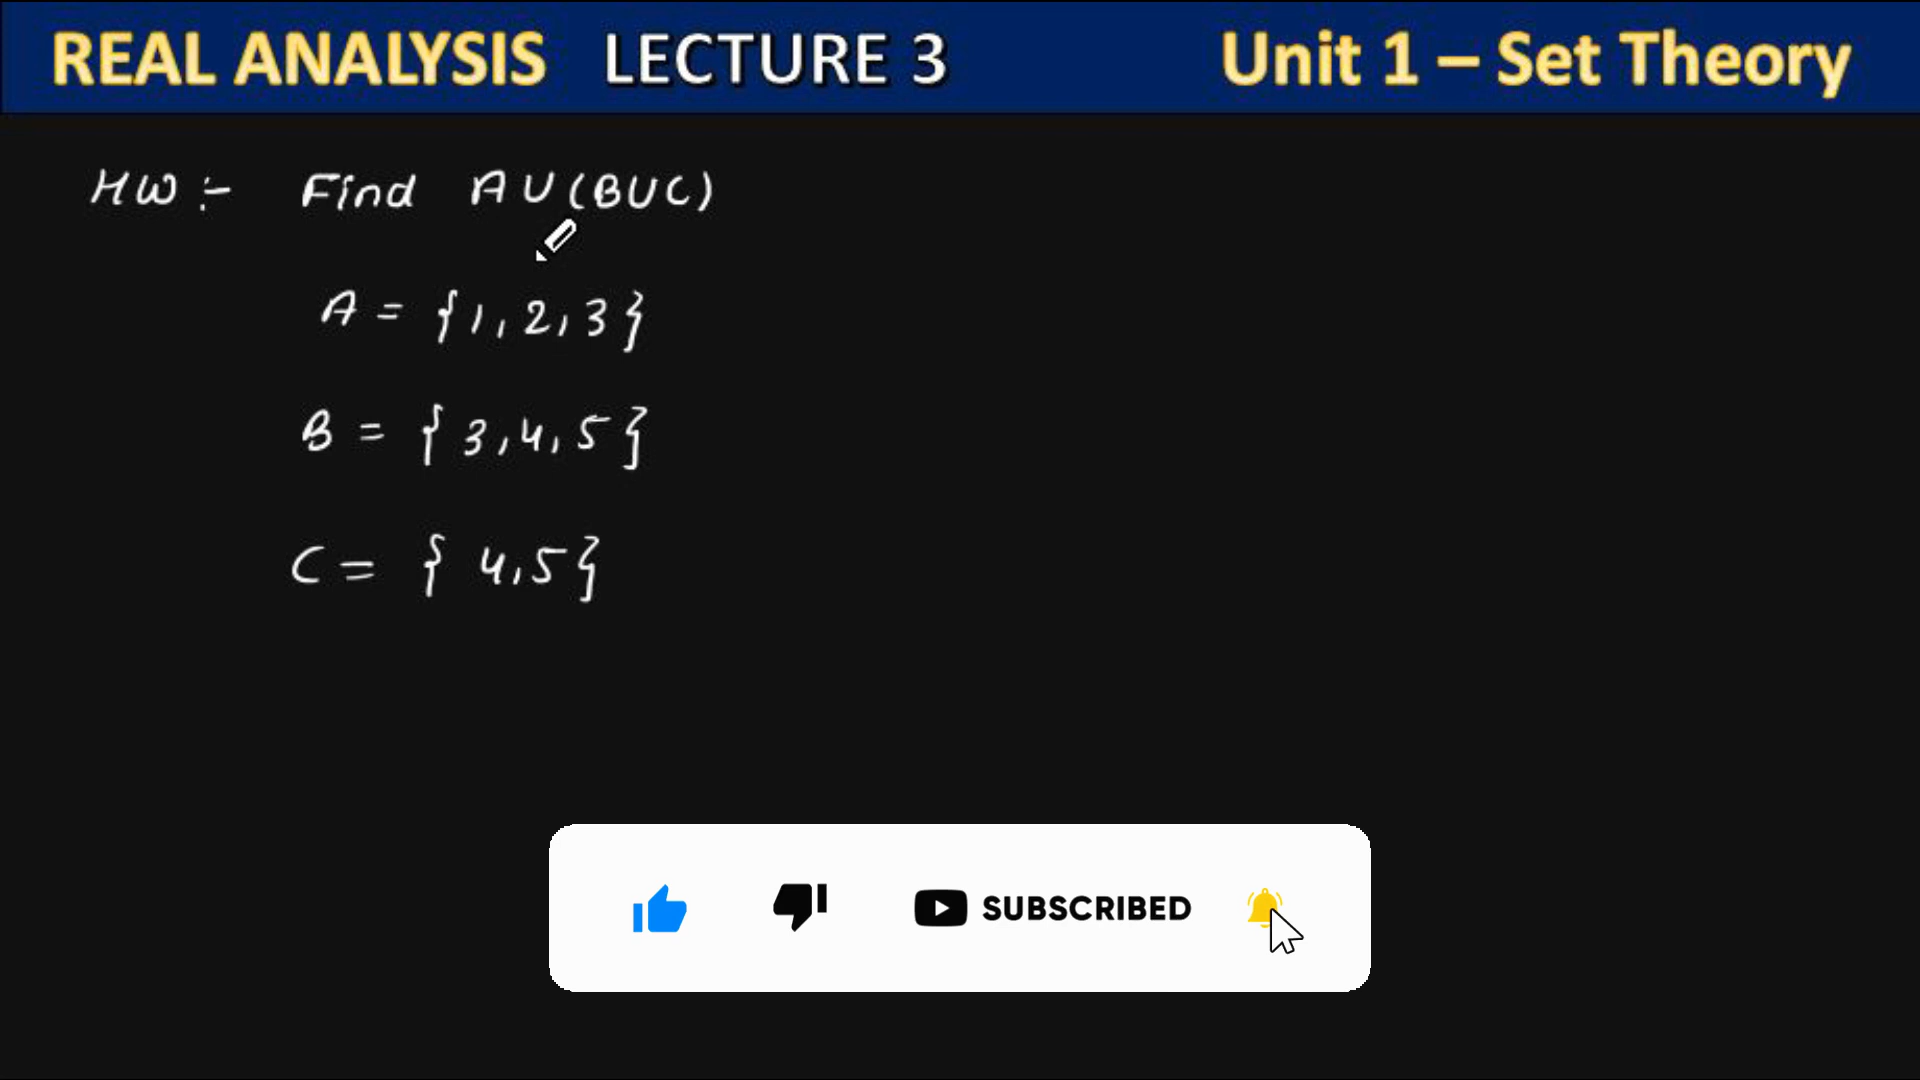 REAL ANALYSIS LECTURE 3 Unit 1 – Set Theory
HW :- Find A U (B U C)
A = {1, 2, 3}
B = {3, 4, 5}
C = {4, 5}
SUBSCRIBED